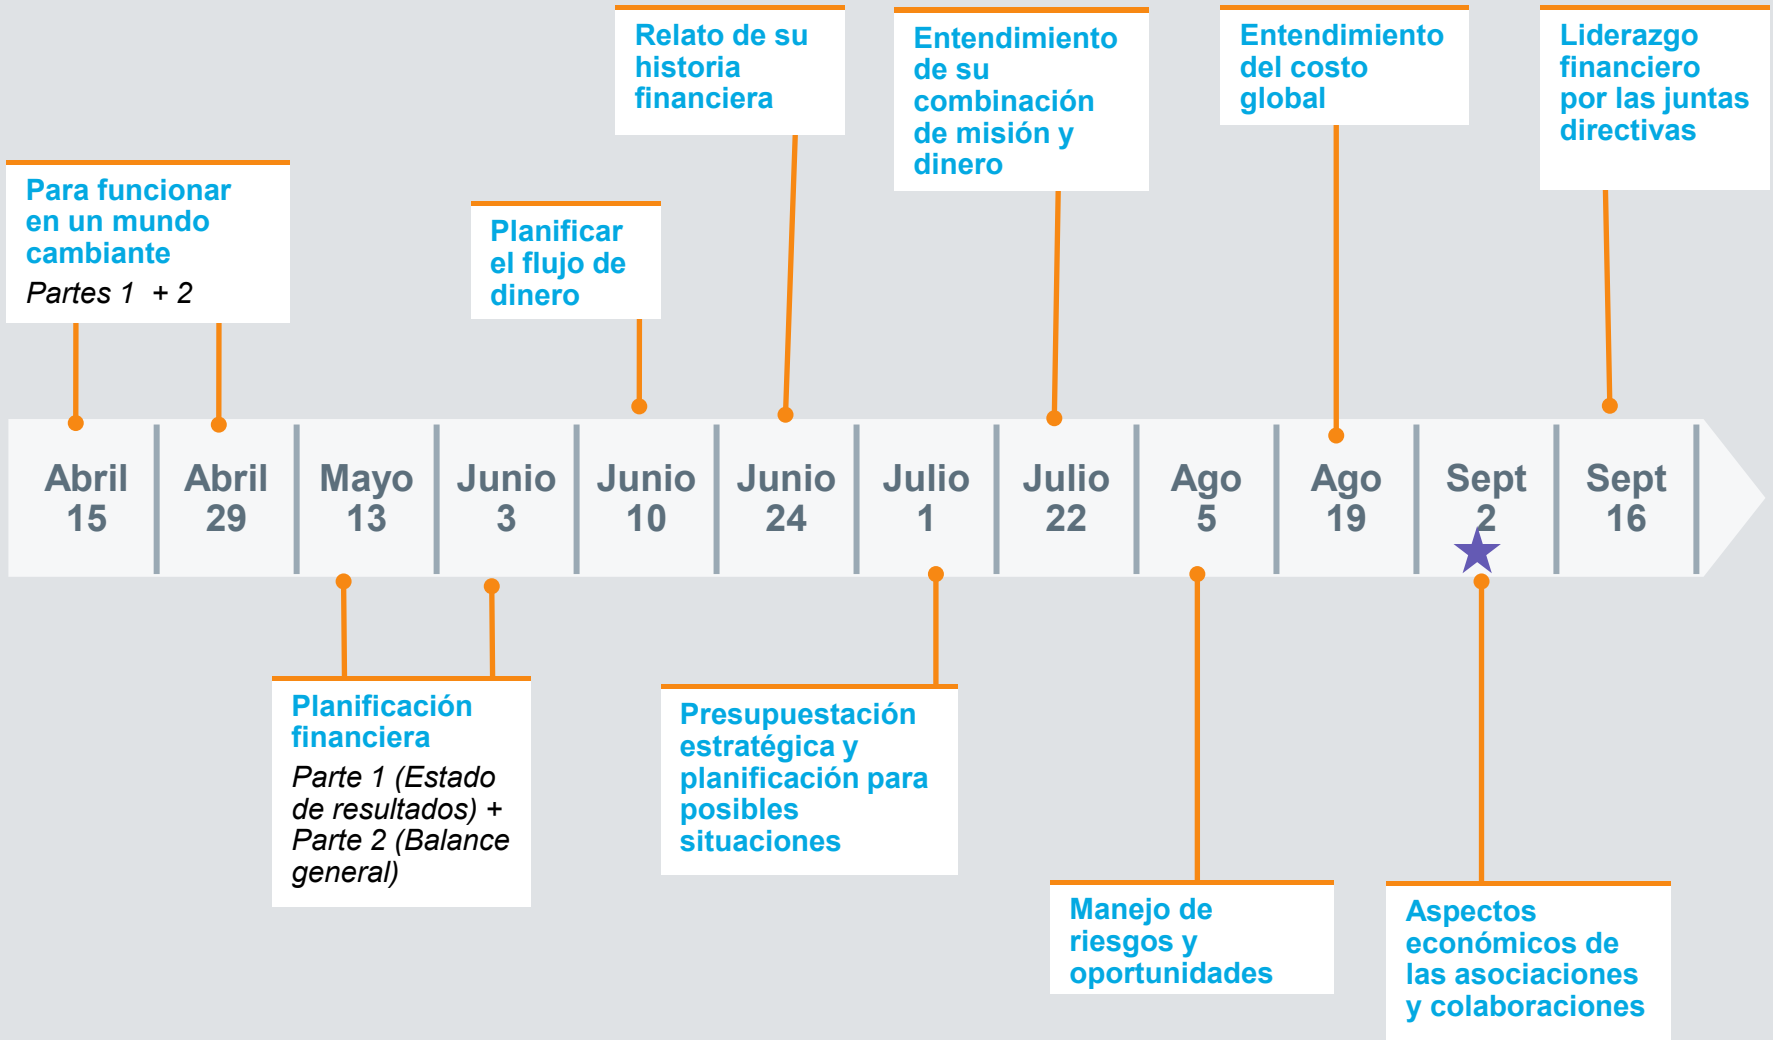 Relato de su
historia
financiera
Entendimiento
de su
combinación
de misión y
dinero
Entendimiento
del costo
global
Liderazgo
financiero
por las juntas
directivas
Para funcionar
en un mundo
cambiante
Partes 1 + 2
Planificar
el flujo de
dinero
Abril
15
Abril
29
Mayo
13
Junio
3
Junio
10
Junio
24
Julio
1
Julio
22
Ago
5
Ago
19
Sept
2
Sept
16
Planificación
financiera
Parte 1 (Estado
de resultados) +
Parte 2 (Balance
general)
Presupuestación
estratégica y
planificación para
posibles
situaciones
Manejo de
riesgos y
oportunidades
Aspectos
económicos de
las asociaciones
y colaboraciones